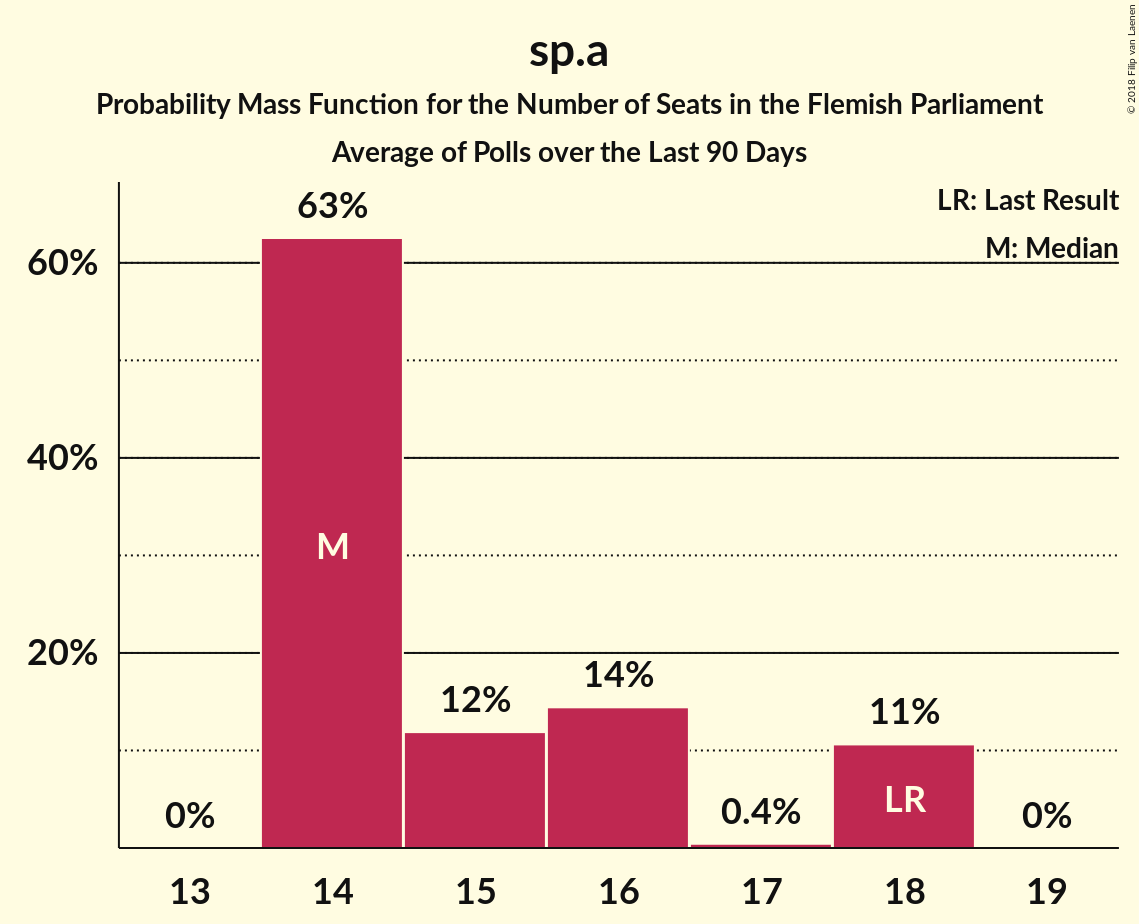 sp.a
Probability Mass Function for the Number of Seats in the Flemish Parliament
Average of Polls over the Last 90 Days
© 2018 Filip van Laenen
LR: Last Result
M: Median
63%
60%
40%
M
20%
14%
12%
11%
LR
0%
0.4%
0%
13 14 15 16 17 18 19